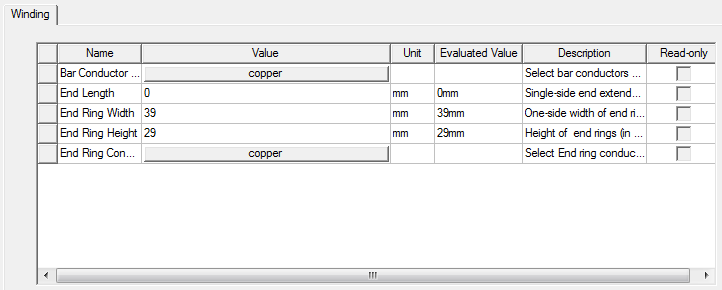 Winding
Name Value Unit Evaluated Value Description Read-only
Bar Conductor ... copper Select bar conductors ...
End Length 0 mm 0mm Single-side end extend...
End Ring Width 39 mm 39mm One-side width of end ri...
End Ring Height 29 mm 29mm Height of end rings (in ...
End Ring Con... copper Select End ring conduc...